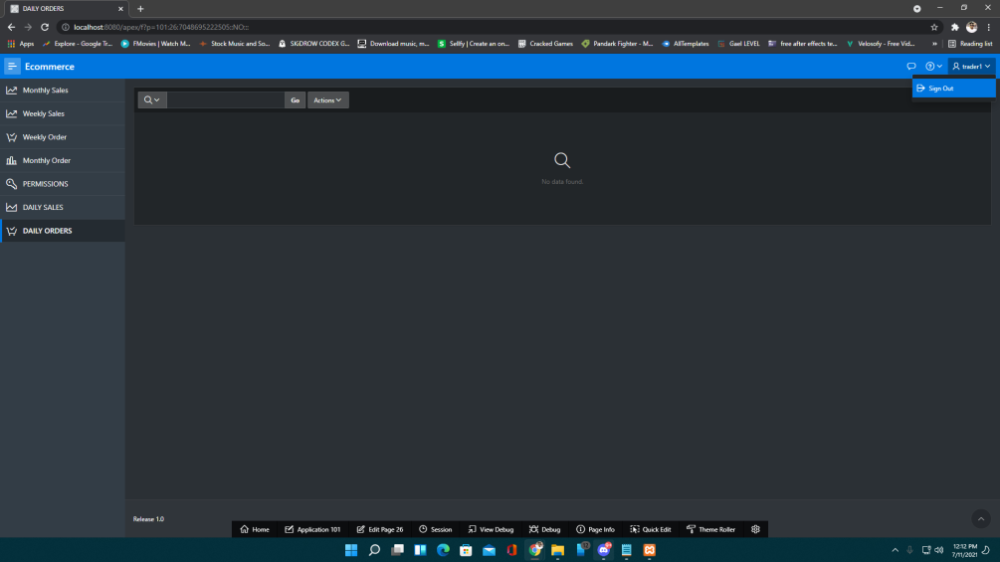 DAILY ORDERS
localhost:8080/apex/f?p=101:26:7048695222505::NO:::
Apps
Explore - Google Tr...
FMovies | Watch M...
Stock Music and So...
SIGDROW CODEX G...
Download music, m...
Sellfy | Create an on...
Cracked Games
Pandark Fighter - M...
AllTemplates
Gael LEVEL
free after effects te...
Velosofy - Free Vid...
»
Reading list
Ecommerce
trader1
Sign Out
Monthly Sales
Weekly Sales
Weekly Order
Monthly Order
PERMISSIONS
DAILY SALES
DAILY ORDERS
Go
Actions
No data found.
Release 1.0
Home
Application 101
Edit Page 26
Session
View Debug
Debug
Page Info
Quick Edit
Theme Roller
12:12 PM
7/11/2021